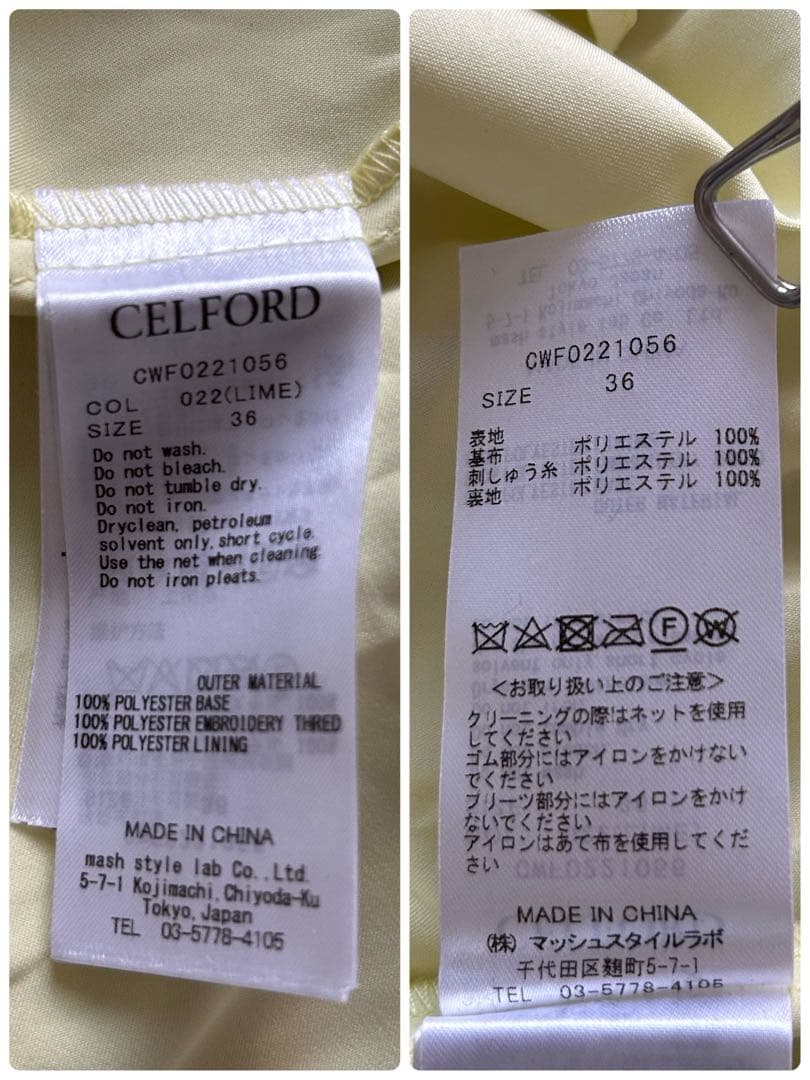 CELFORD
CWF0221056
COL 022(LIME)
SIZE 36
Do not wash.
Do not bleach.
Do not tumble dry.
Do not iron.
Dryclean, petroleum
solvent only, short cycle.
Use the net when cleaning.
Do not iron pleats.
OUTER MATERIAL
100% POLYESTER BASE
100% POLYESTER EMBROIDERY THRED
100% POLYESTER LINING
MADE IN CHINA
mash style lab Co., Ltd.
5-7-1 Kojimachi, Chiyoda-Ku
Tokyo, Japan
TEL 03-5778-4105
CWF0221056
SIZE 36
表地
基布 ポリエステル 100%
刺しゅう糸 ポリエステル 100%
裏地 ポリエステル 100%
F
W
<お取り扱い上のご注意>
クリーニングの際はネットを使用
してください
ゴム部分にはアイロンをかけない
でください
プリーツ部分にはアイロンをかけ
ないでください
アイロンはあて布を使用してくだ
さい
MADE IN CHINA
(株) マッシュスタイルラボ
千代田区麹町5-7-1
TEL 03-5778-4105